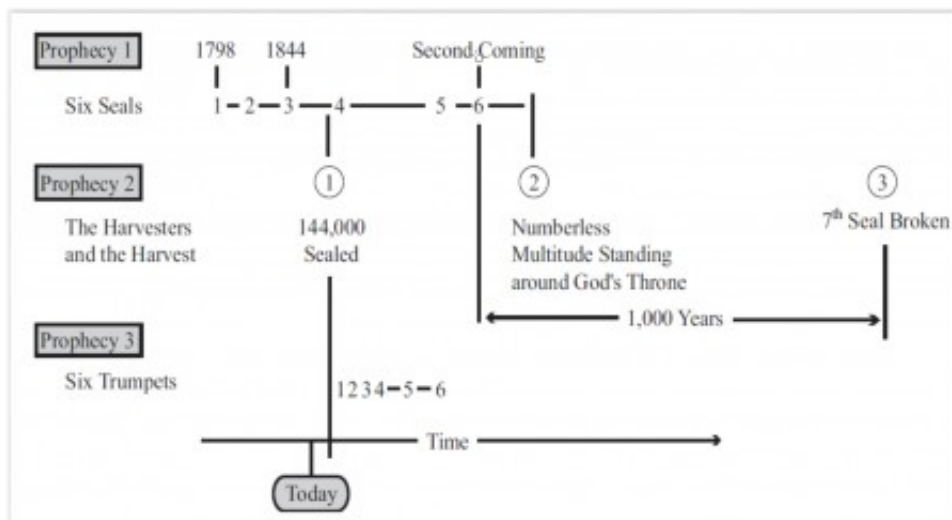 Prophecy 1
1798 1844 Second Coming
Six Seals 1 2 3 4 5 6
Prophecy 2 1 2 3
The Harvesters
and the Harvest
144,000
Sealed
Numberless
Multitude Standing
around God's Throne
7th Seal Broken
1,000 Years
Prophecy 3
Six Trumpets
1 2 3 4 5 6
Time
Today